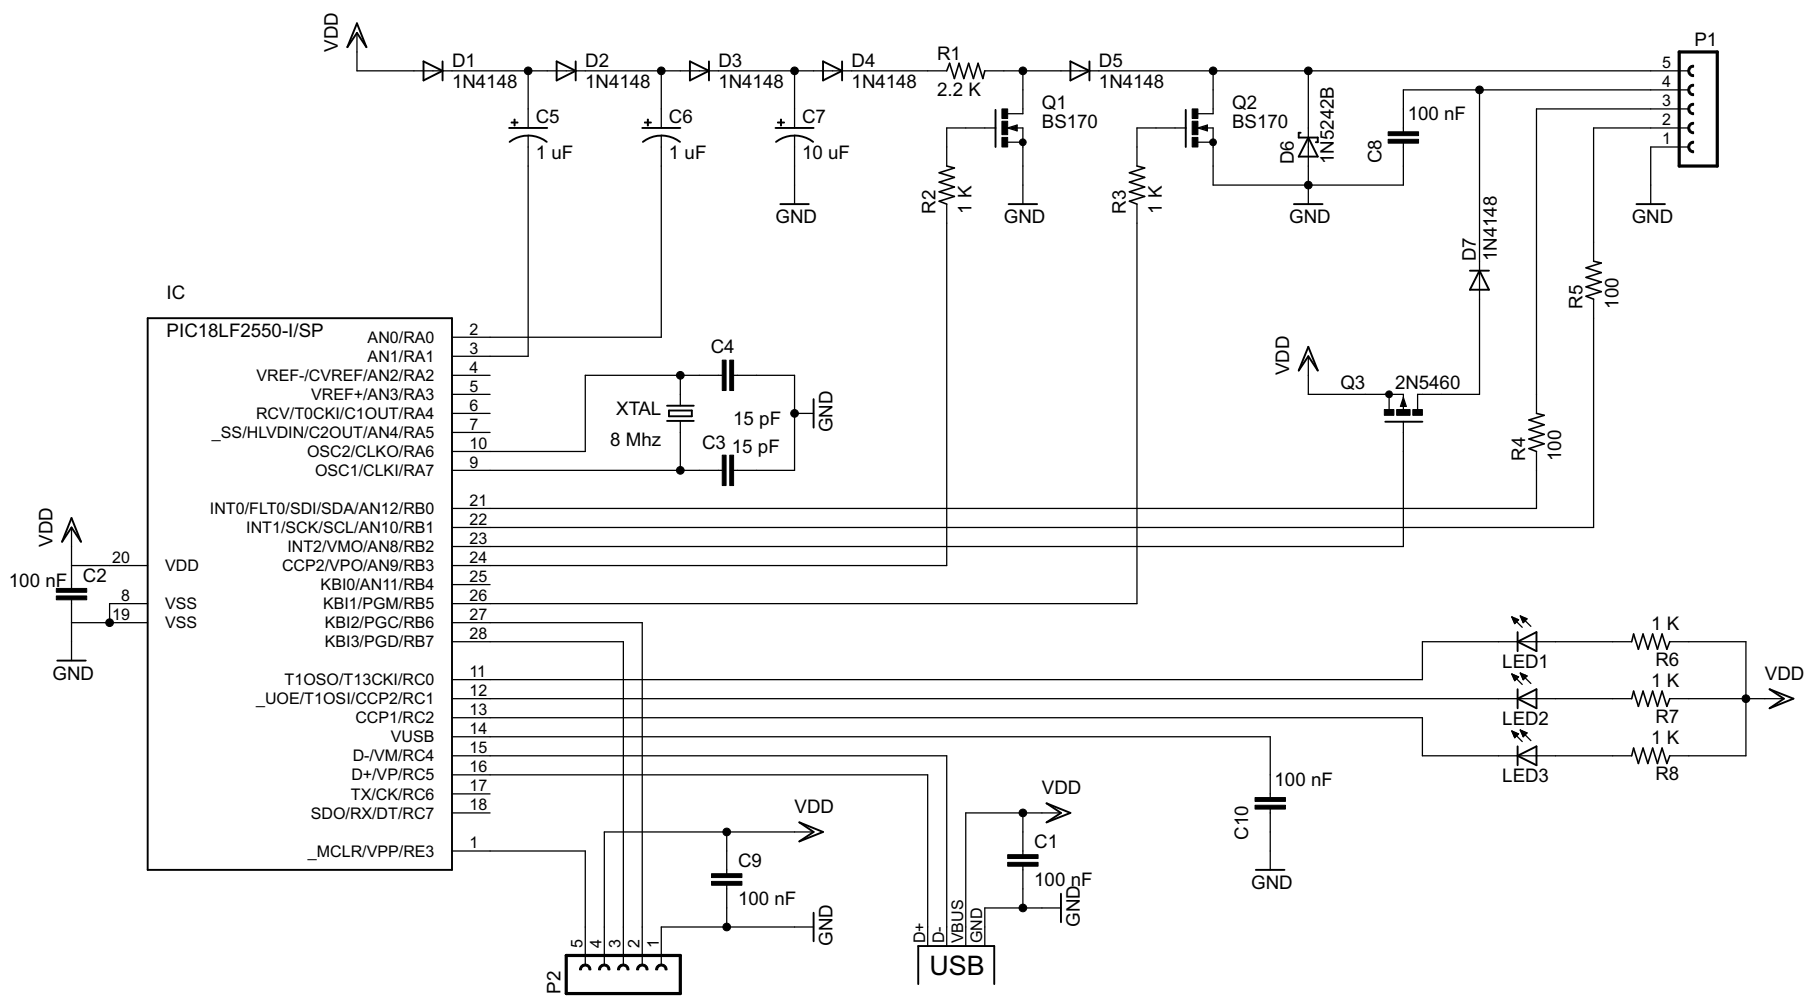 VDD
D1
1N4148
D2
1N4148
D3
1N4148
D4
1N4148
R1
2.2 K
D5
1N4148
P1
5
4
3
2
1
C5
1 uF
C6
1 uF
C7
10 uF
GND
Q1
BS170
R2
1 K
GND
Q2
BS170
R3
1 K
D6
1N5242B
GND
100 nF
C8
GND
D7
1N4148
R5
100
R4
100
VDD
Q3
2N5460
IC
PIC18LF2550-I/SP
AN0/RA0 2
AN1/RA1 3
VREF-/CVREF/AN2/RA2 4
VREF+/AN3/RA3 5
RCV/T0CKI/C1OUT/RA4 6
_SS/HLVDIN/C2OUT/AN4/RA5 7
OSC2/CLKO/RA6 10
OSC1/CLKI/RA7 9
INT0/FLT0/SDI/SDA/AN12/RB0 21
INT1/SCK/SCL/AN10/RB1 22
INT2/VMO/AN8/RB2 23
CCP2/VPO/AN9/RB3 24
KBI0/AN11/RB4 25
KBI1/PGM/RB5 26
KBI2/PGC/RB6 27
KBI3/PGD/RB7 28
T1OSO/T13CKI/RC0 11
_UOE/T1OSI/CCP2/RC1 12
CCP1/RC2 13
VUSB 14
D-/VM/RC4 15
D+/VP/RC5 16
TX/CK/RC6 17
SDO/RX/DT/RC7 18
_MCLR/VPP/RE3 1
20 VDD
8 VSS
19 VSS
VDD
100 nF
C2
GND
C4
15 pF
XTAL
8 Mhz
C3
15 pF
GND
LED1
1 K
R6
LED2
1 K
R7
LED3
1 K
R8
VDD
100 nF
C10
GND
VDD
C9
100 nF
GND
5
4
3
2
1
P2
VDD
C1
100 nF
GND
D+
D-
VBUS
GND
USB